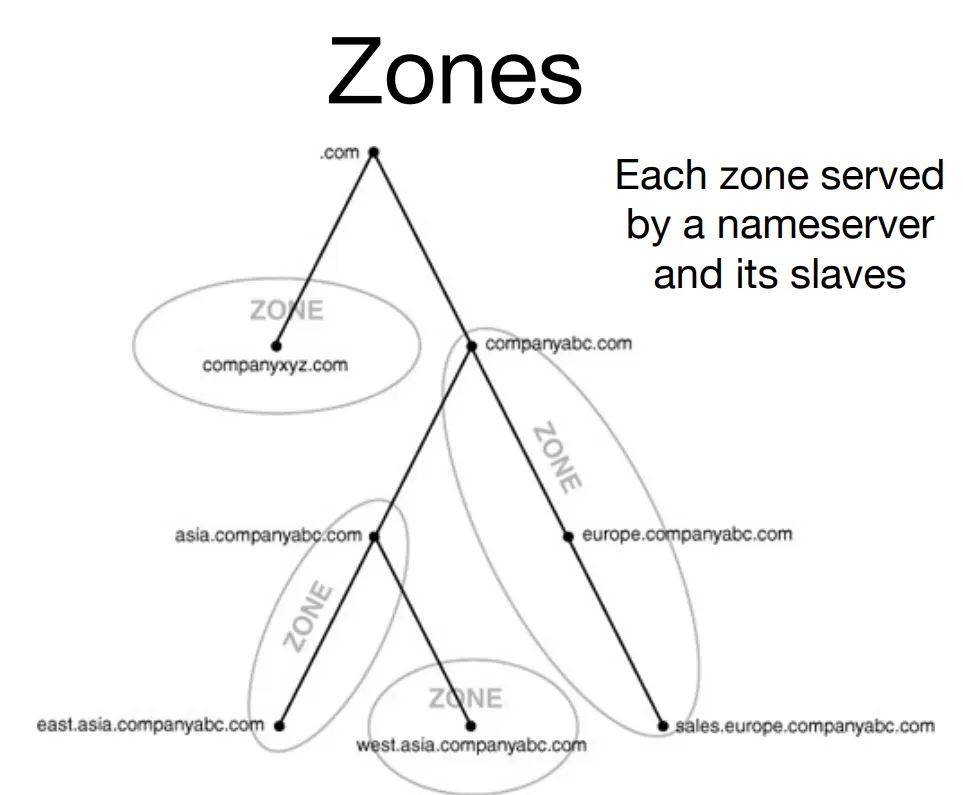 Zones
.com
Each zone served
by a nameserver
and its slaves
ZONE
companyxyz.com
companyabc.com
ZONE
asia.companyabc.com
europe.companyabc.com
ZONE
ZONE
east.asia.companyabc.com
west.asia.companyabc.com
sales.europe.companyabc.com